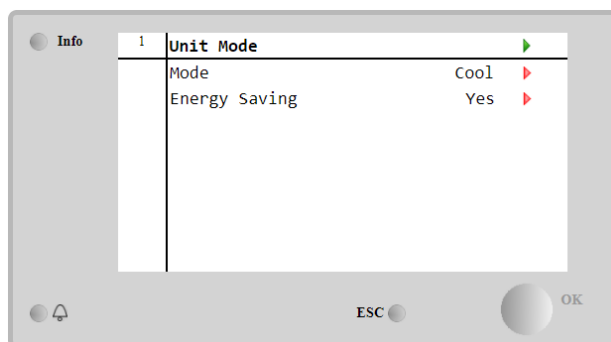 Info
1 Unit Mode
Mode Cool
Energy Saving Yes
ESC
OK